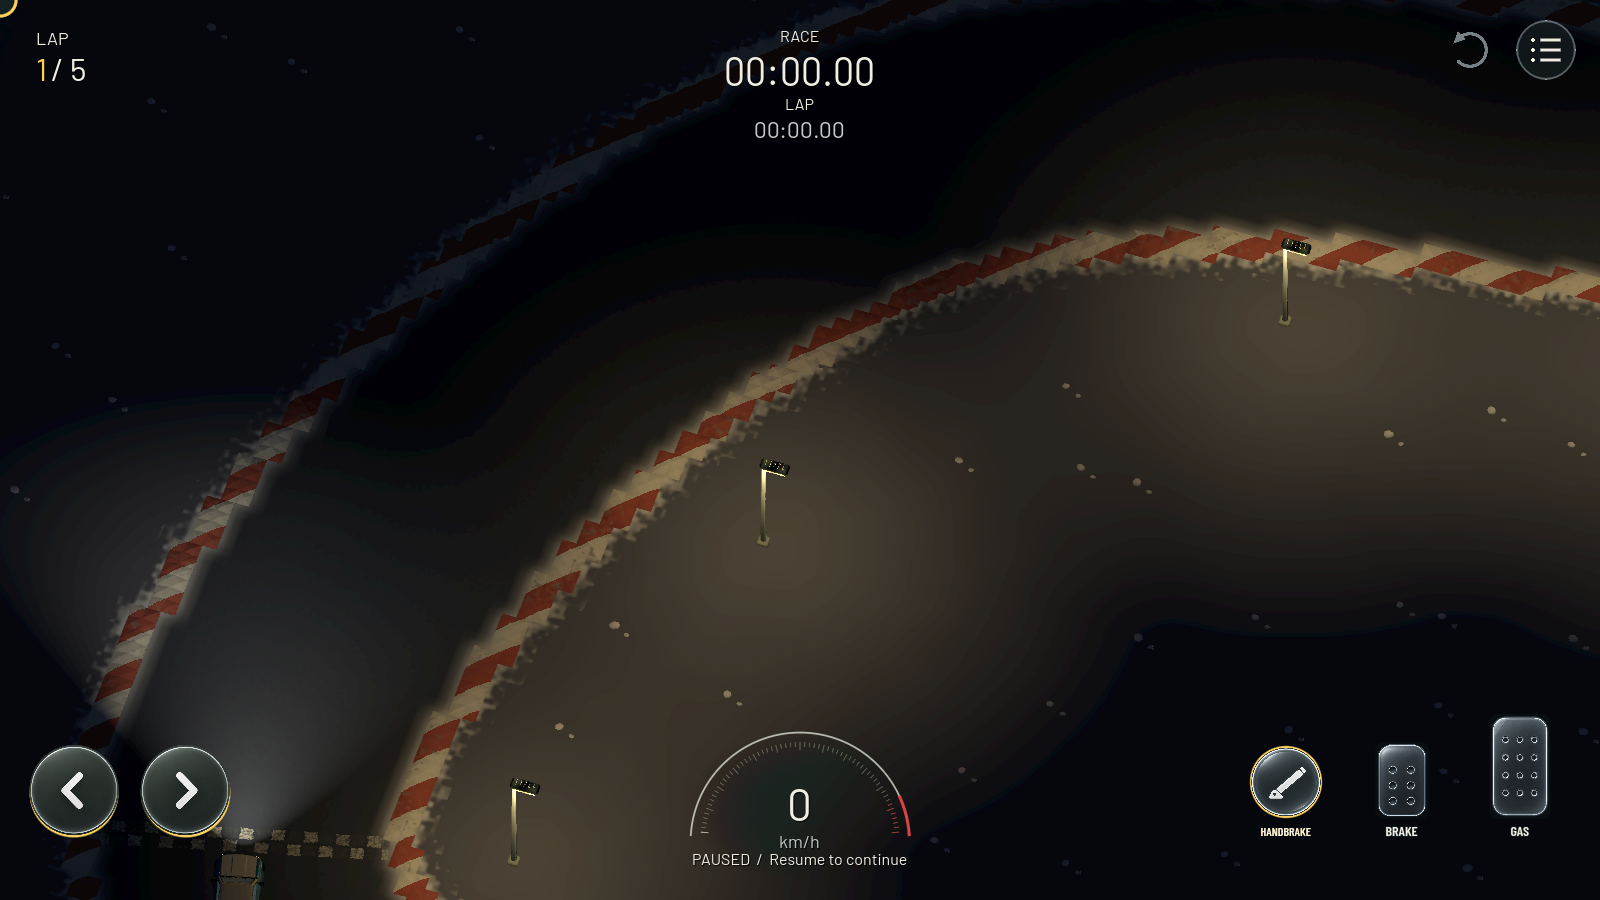 LAP
1/ 5
RACE
00:00.00
LAP
00:00.00
0
km/h
PAUSED / Resume to continue
HANDBRAKE
BRAKE
GAS